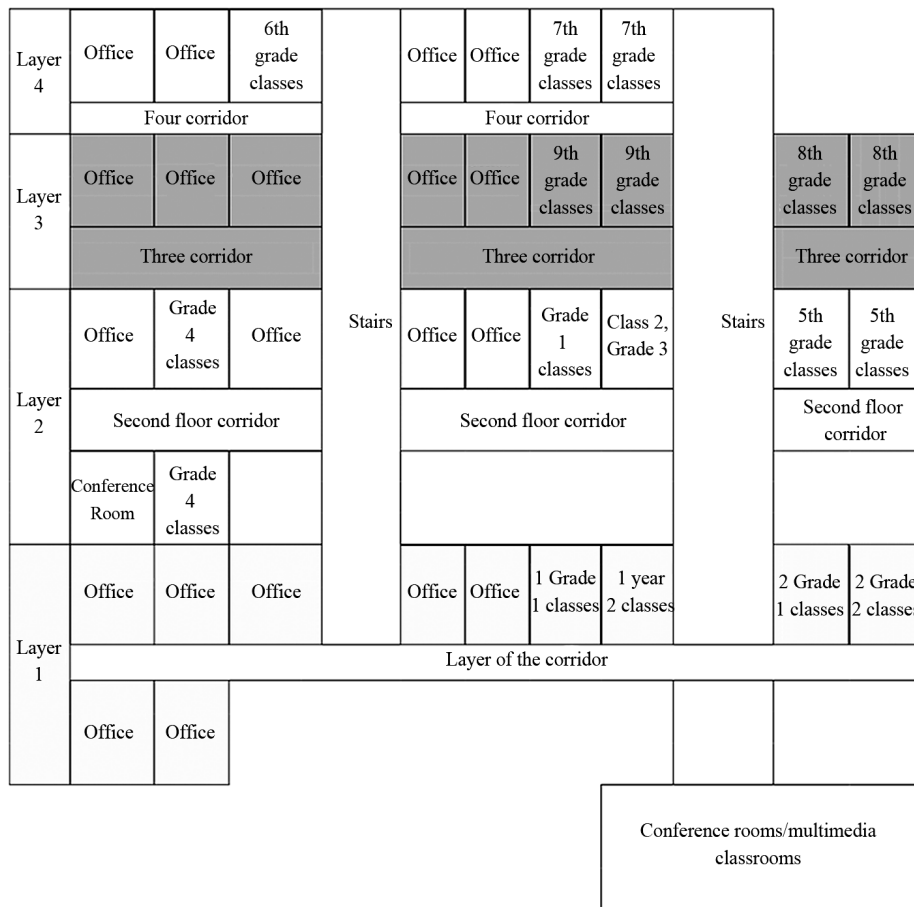 Layer
4
Office
Office
6th
grade
classes
Office
Office
7th
grade
classes
7th
grade
classes
Four corridor
Four corridor
Layer
3
Office
Office
Office
Office
Office
9th
grade
classes
9th
grade
classes
8th
grade
classes
8th
grade
classes
Three corridor
Three corridor
Three corridor
Stairs
Stairs
Layer
2
Office
Grade
4
classes
Office
Office
Office
Grade
1
classes
Class 2,
Grade 3
5th
grade
classes
5th
grade
classes
Second floor corridor
Second floor corridor
Second floor
corridor
Conference
Room
Grade
4
classes
Layer
1
Office
Office
Office
Office
Office
1 Grade
1 classes
1 year
2 classes
2 Grade
1 classes
2 Grade
2 classes
Layer of the corridor
Office
Office
Conference rooms/multimedia
classrooms